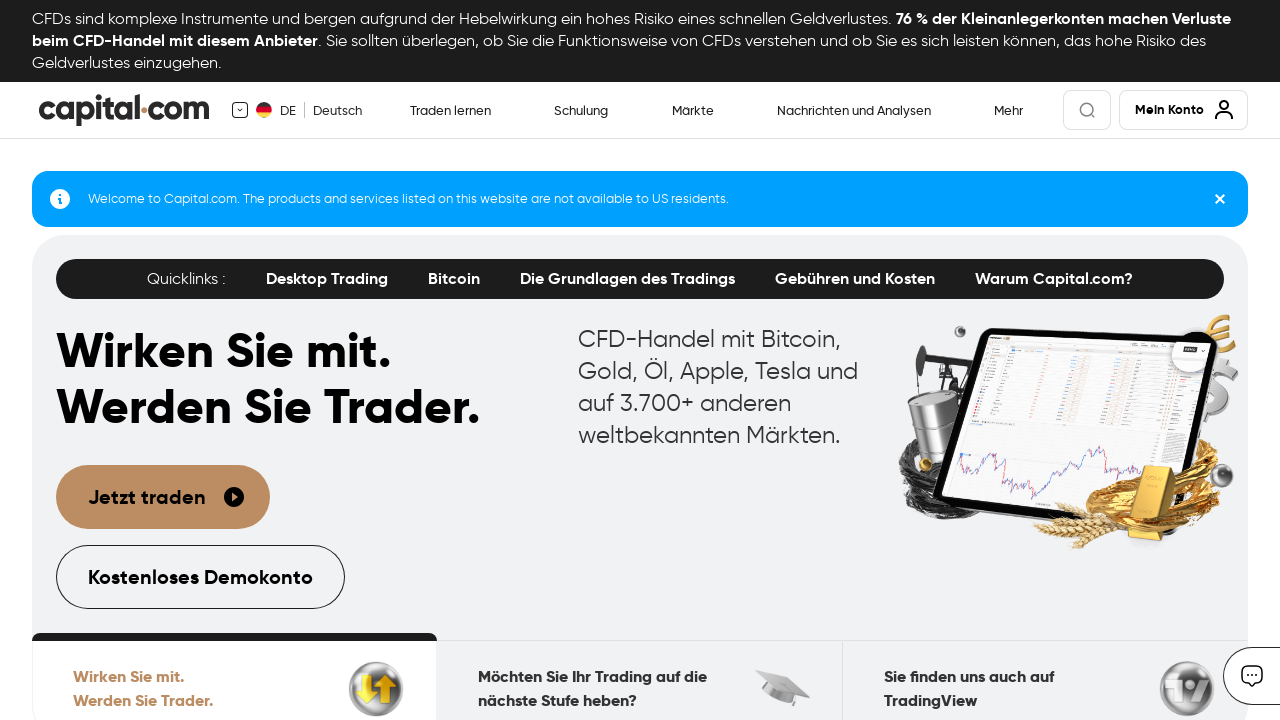 CFDs sind komplexe Instrumente und bergen aufgrund der Hebelwirkung ein hohes Risiko eines schnellen Geldverlustes. 76 % der Kleinanlegerkonten machen Verluste
beim CFD-Handel mit diesem Anbieter. Sie sollten überlegen, ob Sie die Funktionsweise von CFDs verstehen und ob Sie es sich leisten können, das hohe Risiko des
Geldverlustes einzugehen.
capital.com DE Deutsch Traden lernen Schulung Märkte Nachrichten und Analysen Mehr Mein Konto
Welcome to Capital.com. The products and services listed on this website are not available to US residents.
Quicklinks : Desktop Trading Bitcoin Die Grundlagen des Tradings Gebühren und Kosten Warum Capital.com?
Wirken Sie mit.
Werden Sie Trader.
CFD-Handel mit Bitcoin,
Gold, Öl, Apple, Tesla und
auf 3.700+ anderen
weltbekannten Märkten.
Jetzt traden
Kostenloses Demokonto
Wirken Sie mit.
Werden Sie Trader.
Möchten Sie Ihr Trading auf die
nächste Stufe heben?
Sie finden uns auch auf
TradingView